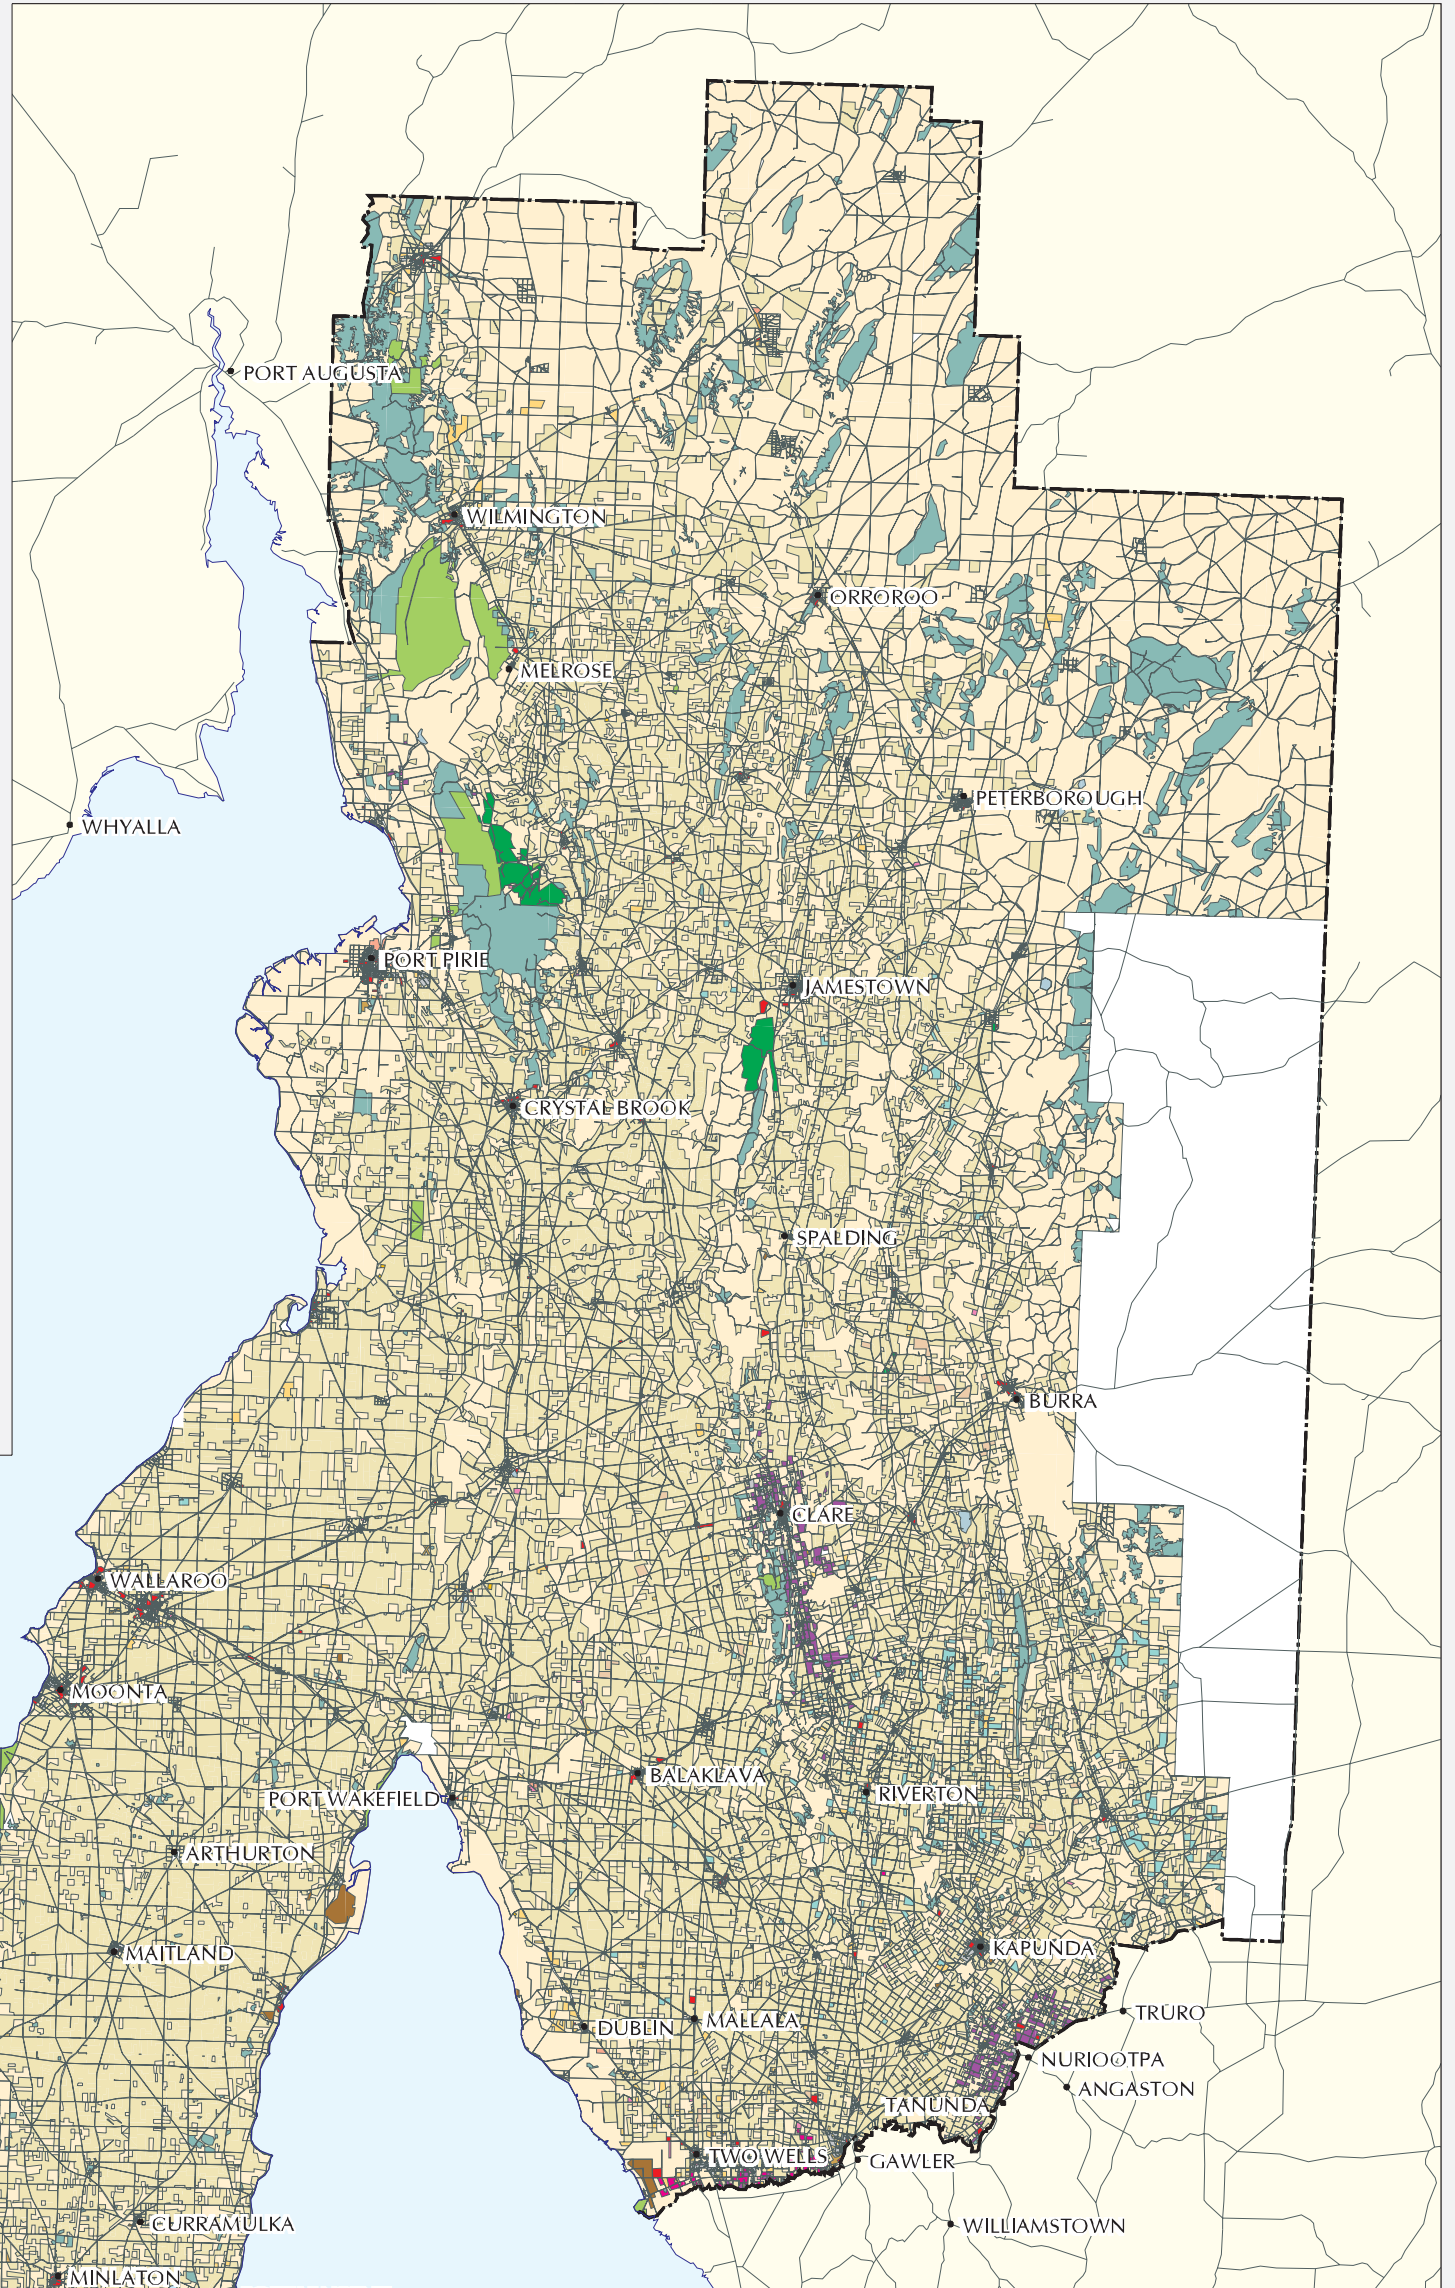 PORT AUGUSTA
WILMINGTON
ORROROO
MELROSE
PETERBOROUGH
WHYALLA
PORT PIRIE
JAMESTOWN
CRYSTAL BROOK
SPALDING
BURRA
CLARE
WALLAROO
MOONTA
BALAKLAVA
PORT WAKEFIELD
RIVERTON
ARTHURTON
MAITLAND
KAPUNDA
TRURO
DUBLIN
MALLALA
NURIOOTPA
ANGASTON
TANUNDA
TWO WELLS
GAWLER
CURRAMULKA
WILLIAMSTOWN
MINLATON